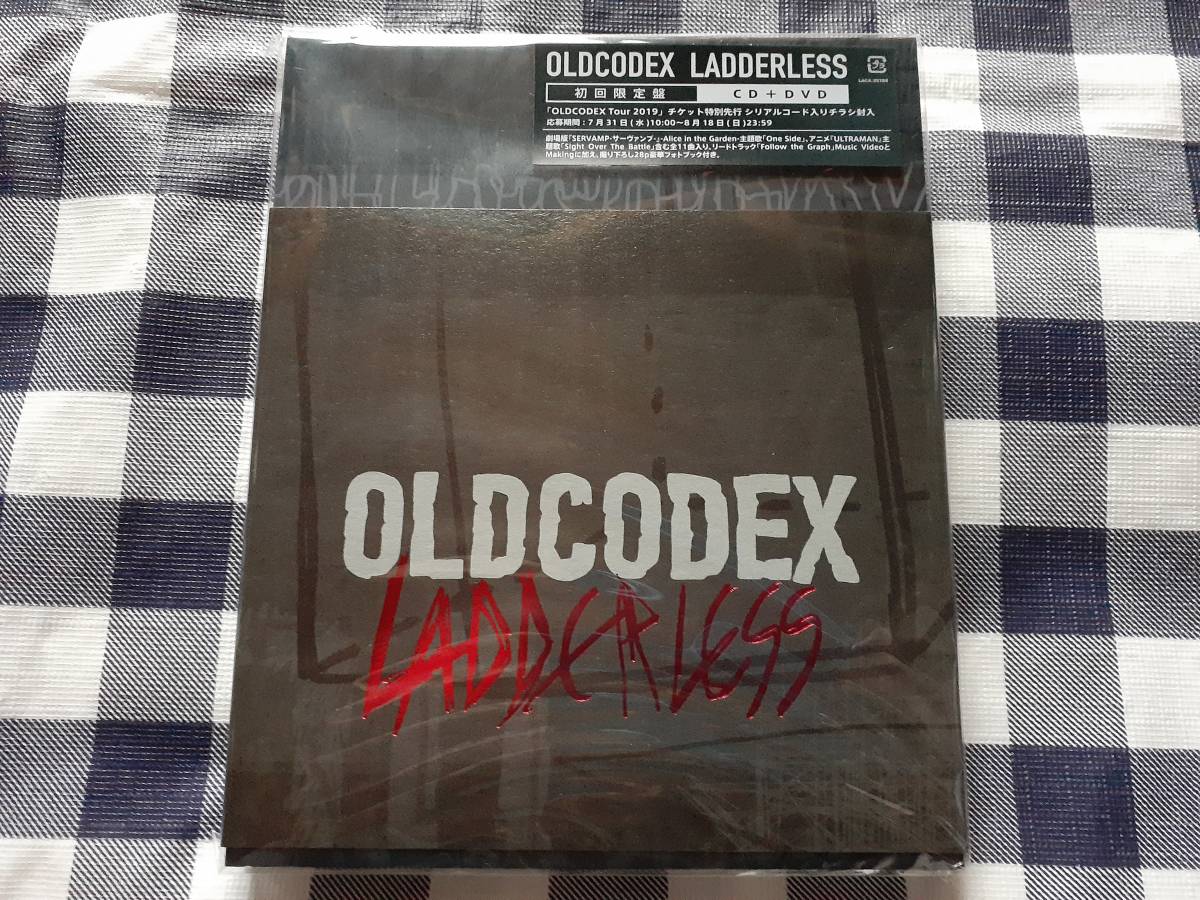 OLDCODEX LADDERLESS
初回限定盤 CD+DVD
「OLDCODEX Tour 2019」チケット特別先行 シリアルコード入りチラシ封入
応募期間:7月31日(水)10:00~8月18日(日)23:59
劇場版「SERVAMP-サーヴァンプ-」-Alice in the Garden-主題歌「One Side」、アニメ「ULTRAMAN」主
題歌「Sight Over The Battle」含む全11曲入り。リードトラック「Follow the Graph」Music Videoと
Makingに加え、撮り下ろし28p豪華フォトブック付き。
OLDCODEX
LADDERLESS